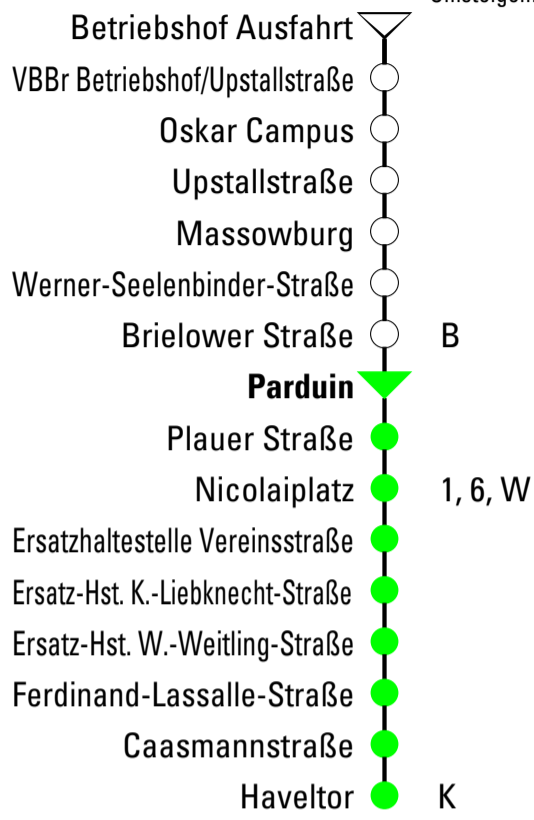 Betriebshof Ausfahrt
VBBr Betriebshof/Upstallstraße
Oskar Campus
Upstallstraße
Massowburg
Werner-Seelenbinder-Straße
Brielower Straße B
Parduin
Plauer Straße
Nicolaiplatz 1, 6, W
Ersatzhaltestelle Vereinsstraße
Ersatz-Hst. K.-Liebknecht-Straße
Ersatz-Hst. W.-Weitling-Straße
Ferdinand-Lassalle-Straße
Caasmannstraße
Haveltor K